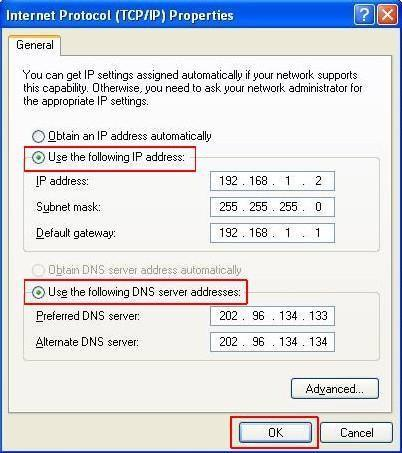 Internet Protocol (TCP/IP) Properties
General
You can get IP settings assigned automatically if your network supports
this capability. Otherwise, you need to ask your network administrator for
the appropriate IP settings.
Obtain an IP address automatically
Use the following IP address:
IP address: 192 . 168 . 1 . 2
Subnet mask: 255 . 255 . 255 . 0
Default gateway: 192 . 168 . 1 . 1
Obtain DNS server address automatically
Use the following DNS server addresses:
Preferred DNS server: 202 . 96 . 134 . 133
Alternate DNS server: 202 . 96 . 134 . 134
Advanced...
OK Cancel